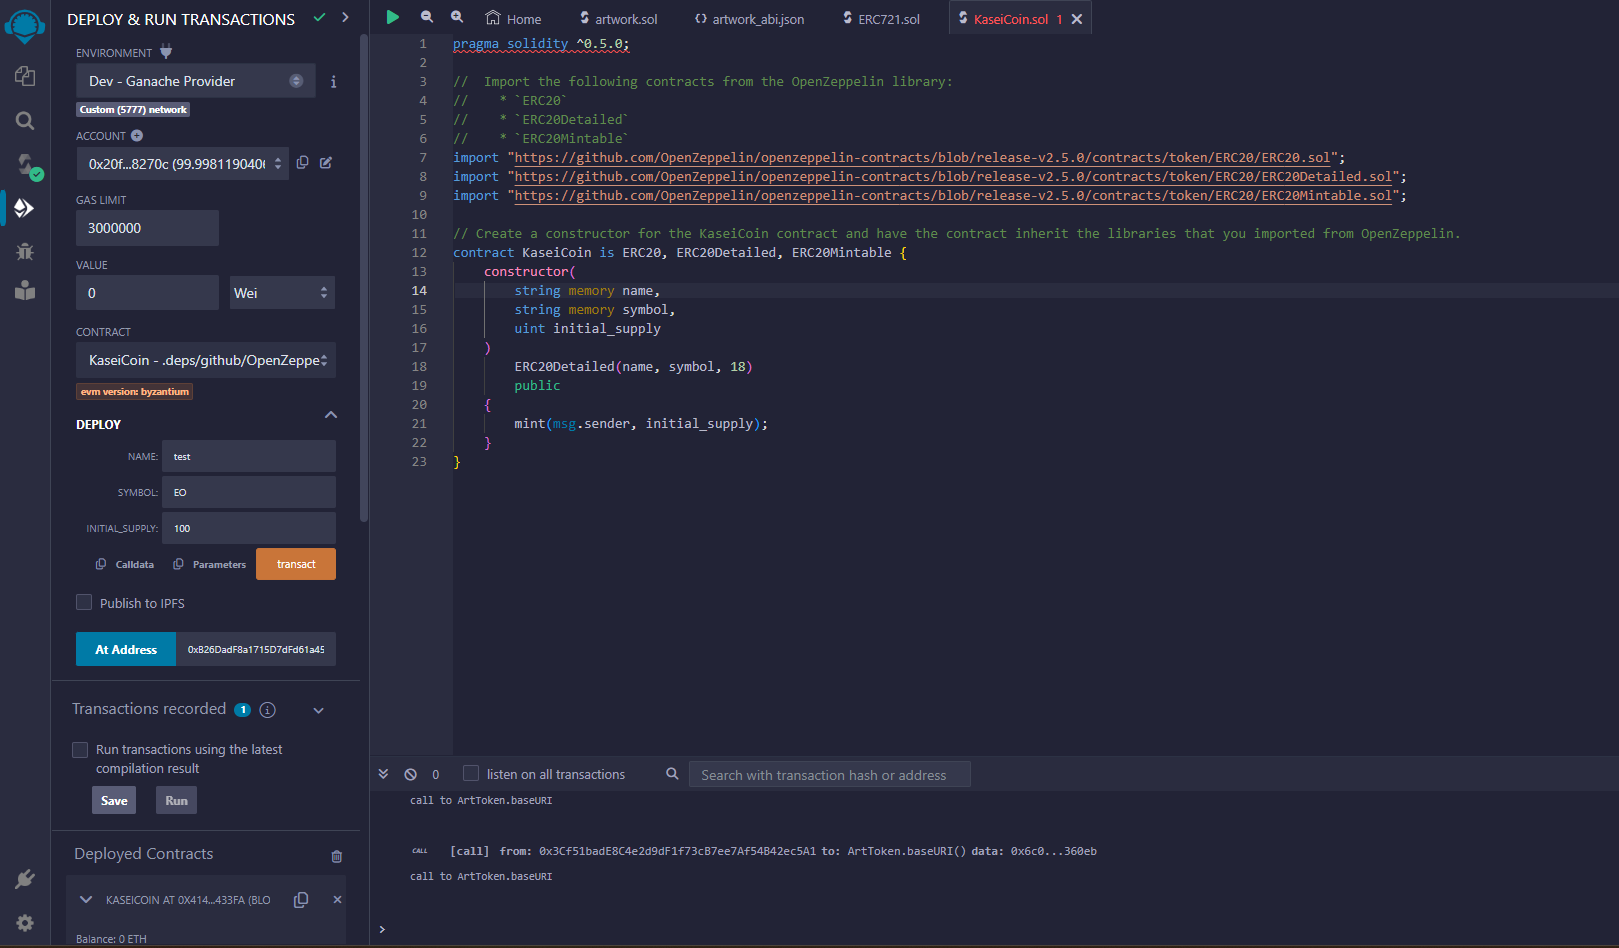 DEPLOY & RUN TRANSACTIONS
ENVIRONMENT
Dev - Ganache Provider
Custom (5777) network
ACCOUNT
0x20f...8270c (99.9981190406
GAS LIMIT
3000000
VALUE
0
Wei
CONTRACT
KaseiCoin - .deps/github/OpenZeppe
evm version: byzantium
DEPLOY
NAME: test
SYMBOL: EO
INITIAL_SUPPLY: 100
Calldata Parameters transact
Publish to IPFS
At Address 0xB26DadF8a1715D7dFd61a45
Transactions recorded 1 i
Run transactions using the latest
compilation result
Save Run
Deployed Contracts
KASEICOIN AT 0X414...433FA (BLO
Balance: 0 ETH
Home artwork.sol artwork_abi.json ERC721.sol KaseiCoin.sol 1
1 pragma solidity ^0.5.0;
2
3 //  Import the following contracts from the OpenZeppelin library:
4 //    * `ERC20`
5 //    * `ERC20Detailed`
6 //    * `ERC20Mintable`
7 import "https://github.com/OpenZeppelin/openzeppelin-contracts/blob/release-v2.5.0/contracts/token/ERC20/ERC20.sol";
8 import "https://github.com/OpenZeppelin/openzeppelin-contracts/blob/release-v2.5.0/contracts/token/ERC20/ERC20Detailed.sol";
9 import "https://github.com/OpenZeppelin/openzeppelin-contracts/blob/release-v2.5.0/contracts/token/ERC20/ERC20Mintable.sol";
10
11 // Create a constructor for the KaseiCoin contract and have the contract inherit the libraries that you imported from OpenZeppelin.
12 contract KaseiCoin is ERC20, ERC20Detailed, ERC20Mintable {
13     constructor(
14         string memory name,
15         string memory symbol,
16         uint initial_supply
17     )
18         ERC20Detailed(name, symbol, 18)
19         public
20     {
21         mint(msg.sender, initial_supply);
22     }
23 }
0 listen on all transactions Search with transaction hash or address
call to ArtToken.baseURI
CALL [call] from: 0x3Cf51badE8C4e2d9dF1f73cB7ee7Af54B42ec5A1 to: ArtToken.baseURI() data: 0x6c0...360eb
call to ArtToken.baseURI
>